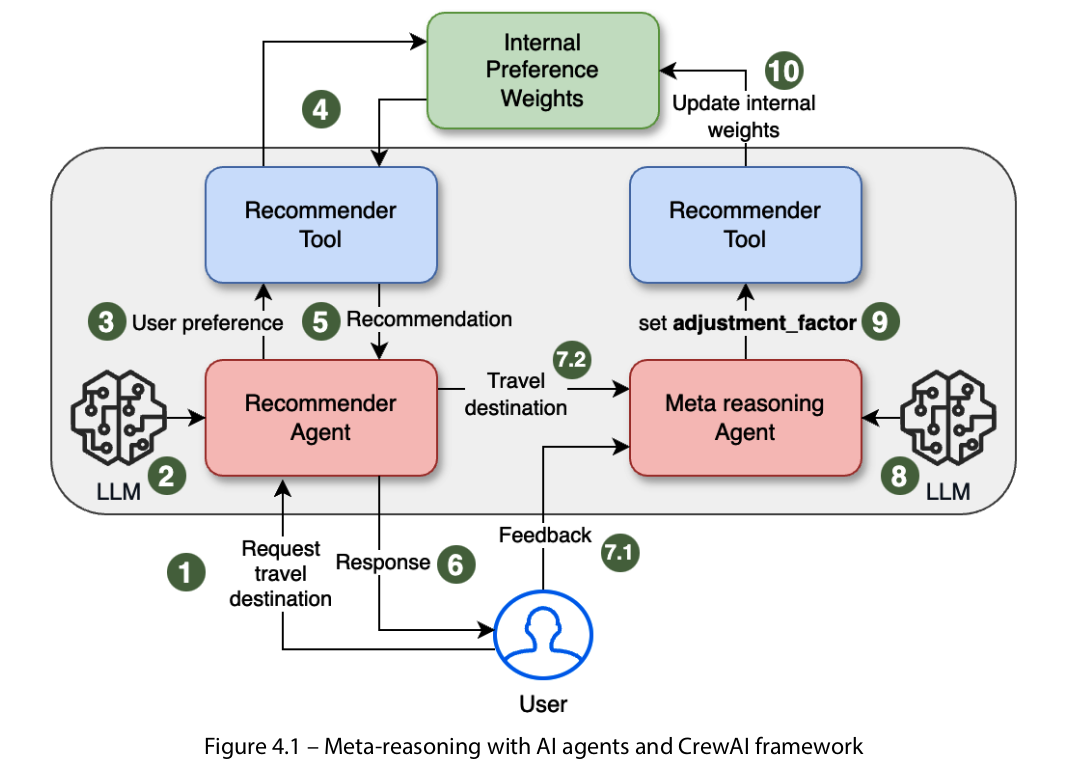 Internal
Preference
Weights
4
10
Update internal
weights
Recommender
Tool
Recommender
Tool
3
User preference
5
Recommendation
set adjustment_factor
9
7.2
Travel
destination
Recommender
Agent
Meta reasoning
Agent
LLM
2
8
LLM
1
Request
travel
destination
Response
6
Feedback
7.1
User
Figure 4.1 – Meta-reasoning with AI agents and CrewAI framework